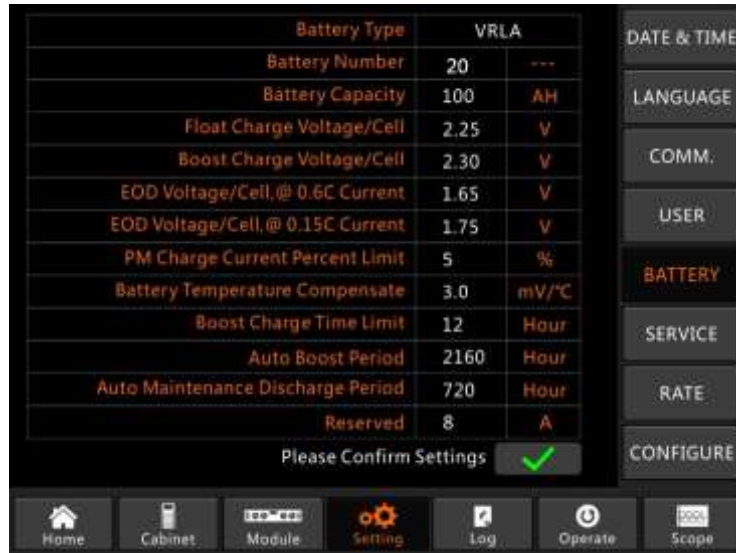 Battery Type VRLA
Battery Number 20 ---
Battery Capacity 100 AH
Float Charge Voltage/Cell 2.25 V
Boost Charge Voltage/Cell 2.30 V
EOD Voltage/Cell,@ 0.6C Current 1.65 V
EOD Voltage/Cell,@ 0.15C Current 1.75 V
PM Charge Current Percent Limit 5 %
Battery Temperature Compensate 3.0 mV/℃
Boost Charge Time Limit 12 Hour
Auto Boost Period 2160 Hour
Auto Maintenance Discharge Period 720 Hour
Reserved 8 A
Please Confirm Settings
DATE & TIME
LANGUAGE
COMM.
USER
BATTERY
SERVICE
RATE
CONFIGURE
Home Cabinet Module Setting Log Operate Scope